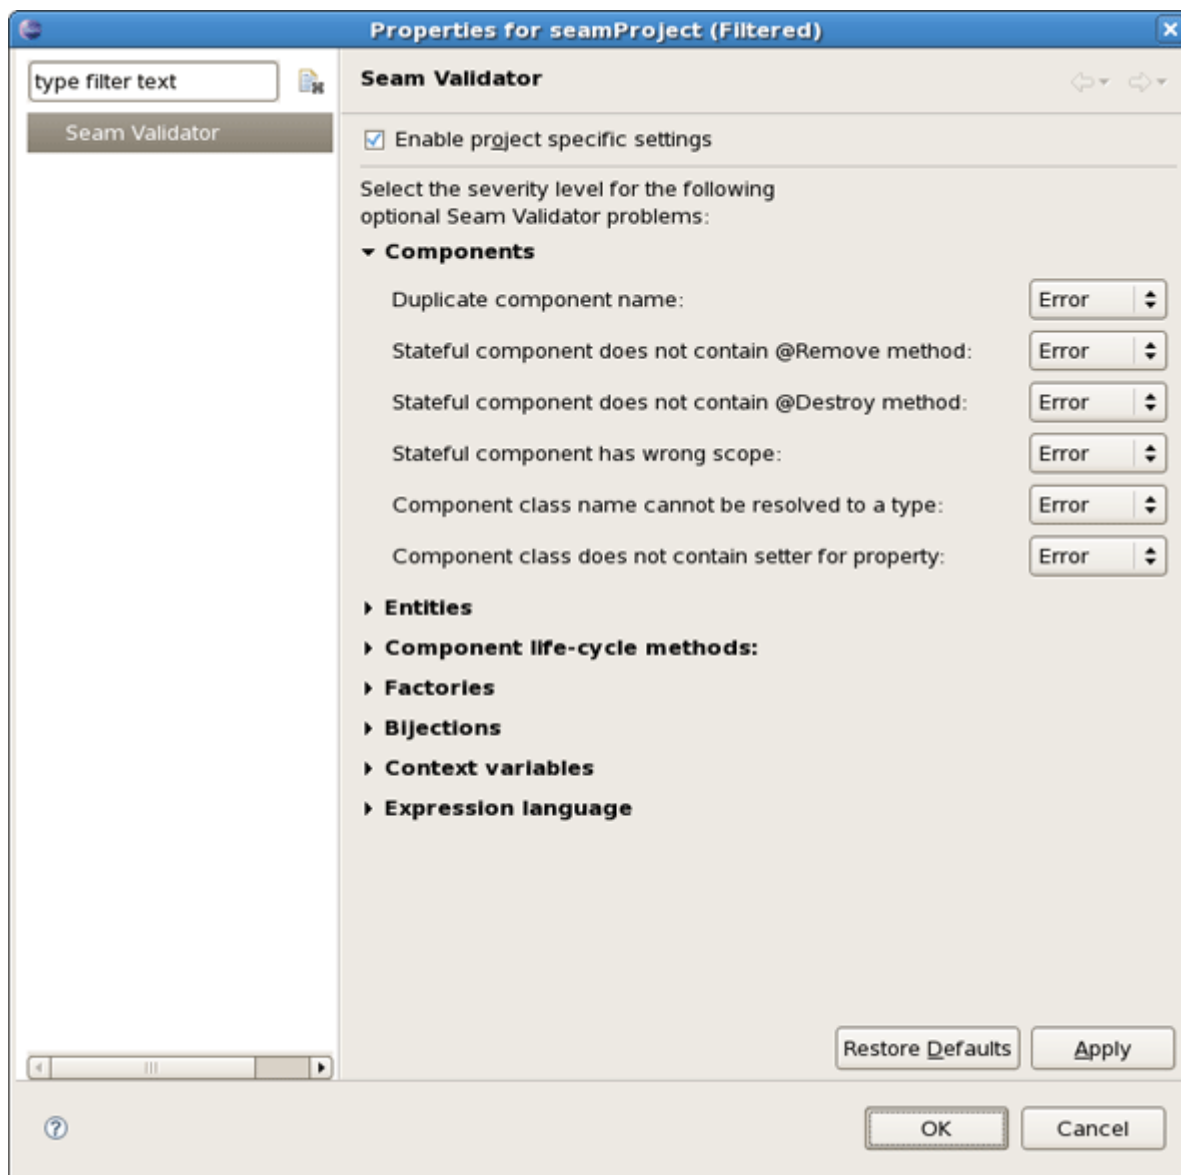 Properties for seamProject (Filtered)
type filter text
Seam Validator
Seam Validator
Enable project specific settings
Select the severity level for the following
optional Seam Validator problems:
Components
Duplicate component name: Error
Stateful component does not contain @Remove method: Error
Stateful component does not contain @Destroy method: Error
Stateful component has wrong scope: Error
Component class name cannot be resolved to a type: Error
Component class does not contain setter for property: Error
Entities
Component life-cycle methods:
Factories
Bijections
Context variables
Expression language
Restore Defaults Apply
OK Cancel